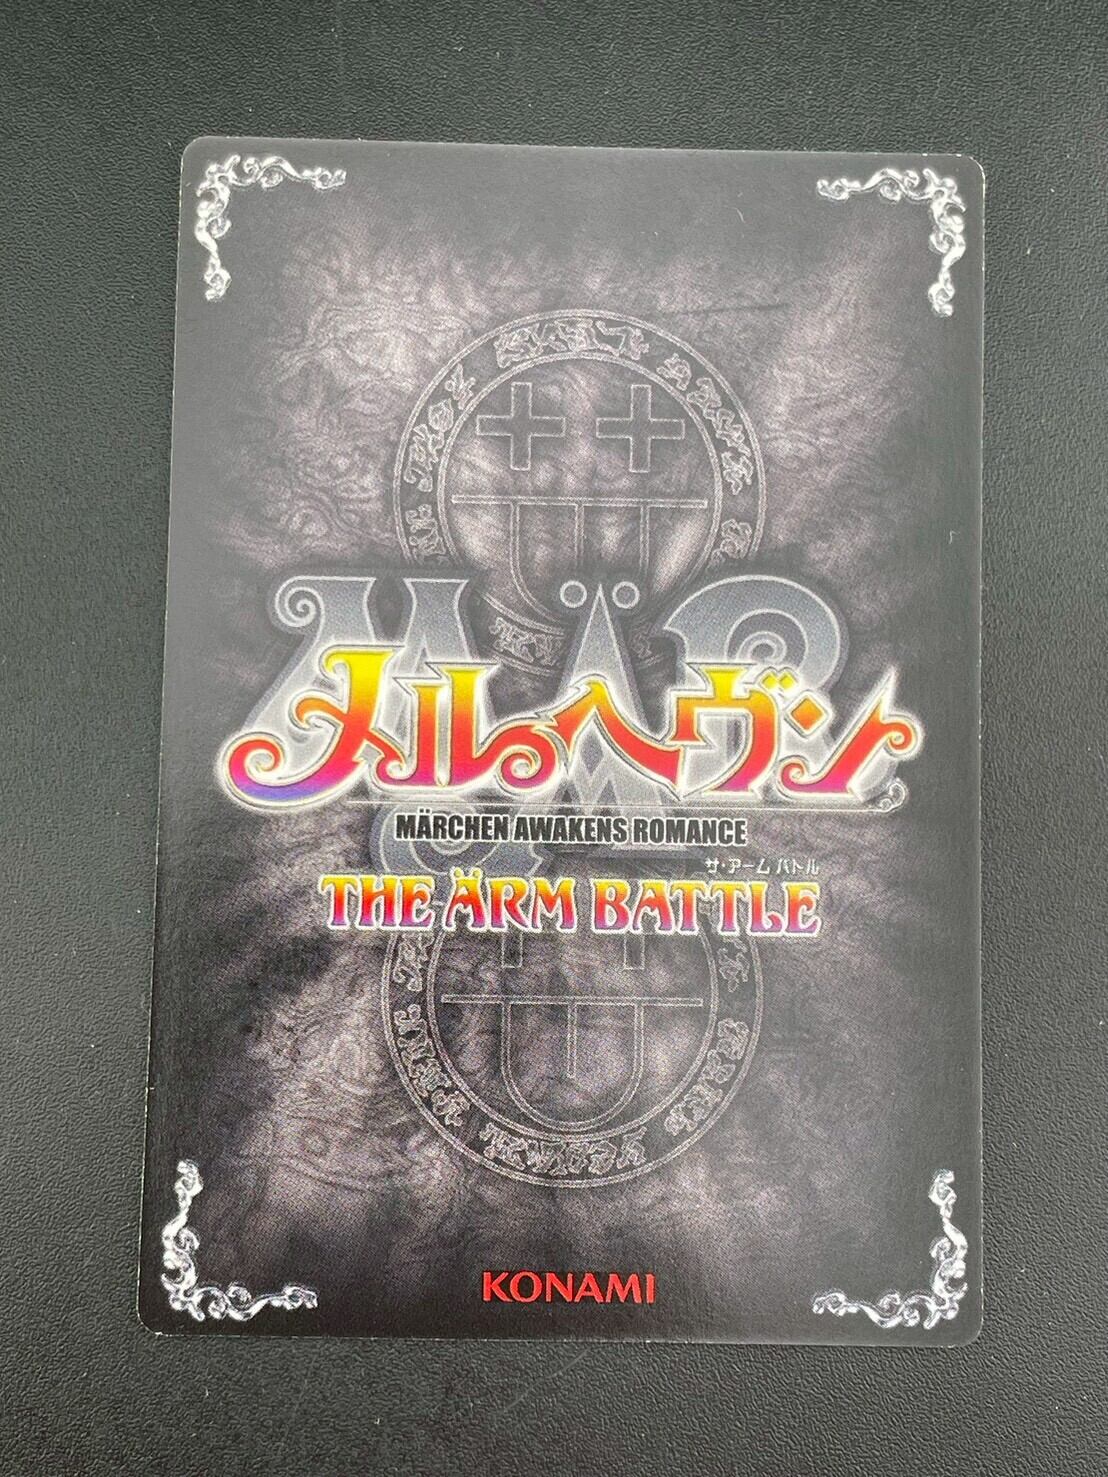 MÄR
メルヘヴン
MÄRCHEN AWAKENS ROMANCE
ザ・アーム バトル
THE ÄRM BATTLE
KONAMI